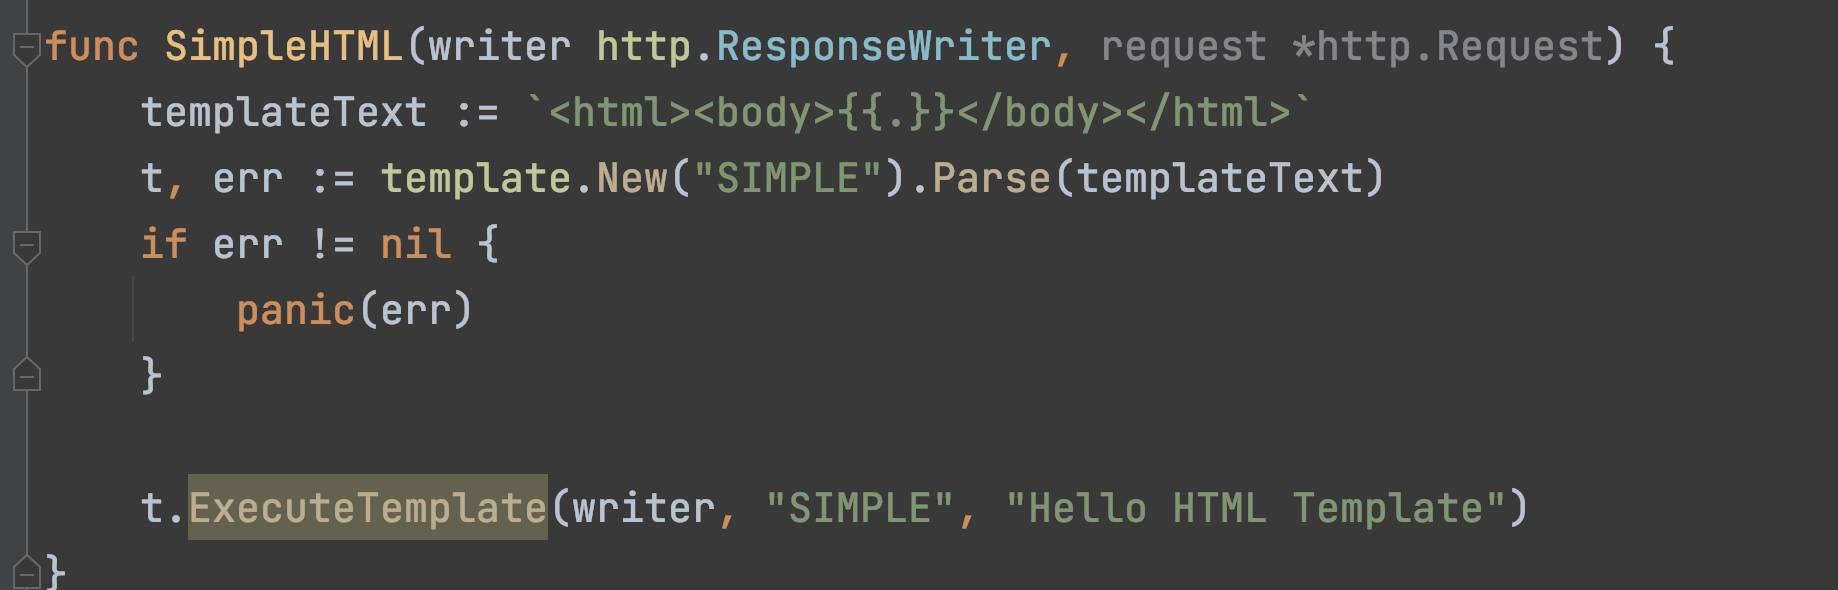 func SimpleHTML(writer http.ResponseWriter, request *http.Request) {
    templateText := `<html><body>{{.}}</body></html>`
    t, err := template.New("SIMPLE").Parse(templateText)
    if err != nil {
        panic(err)
    }

    t.ExecuteTemplate(writer, "SIMPLE", "Hello HTML Template")
}